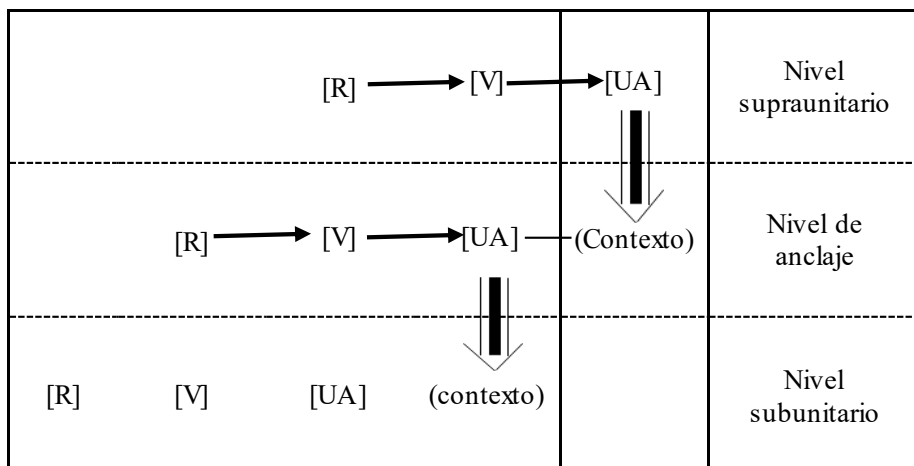 [R] [V] [UA] Nivel
supraunitario
[R] [V] [UA] (Contexto) Nivel de
anclaje
[R] [V] [UA] (contexto) Nivel
subunitario